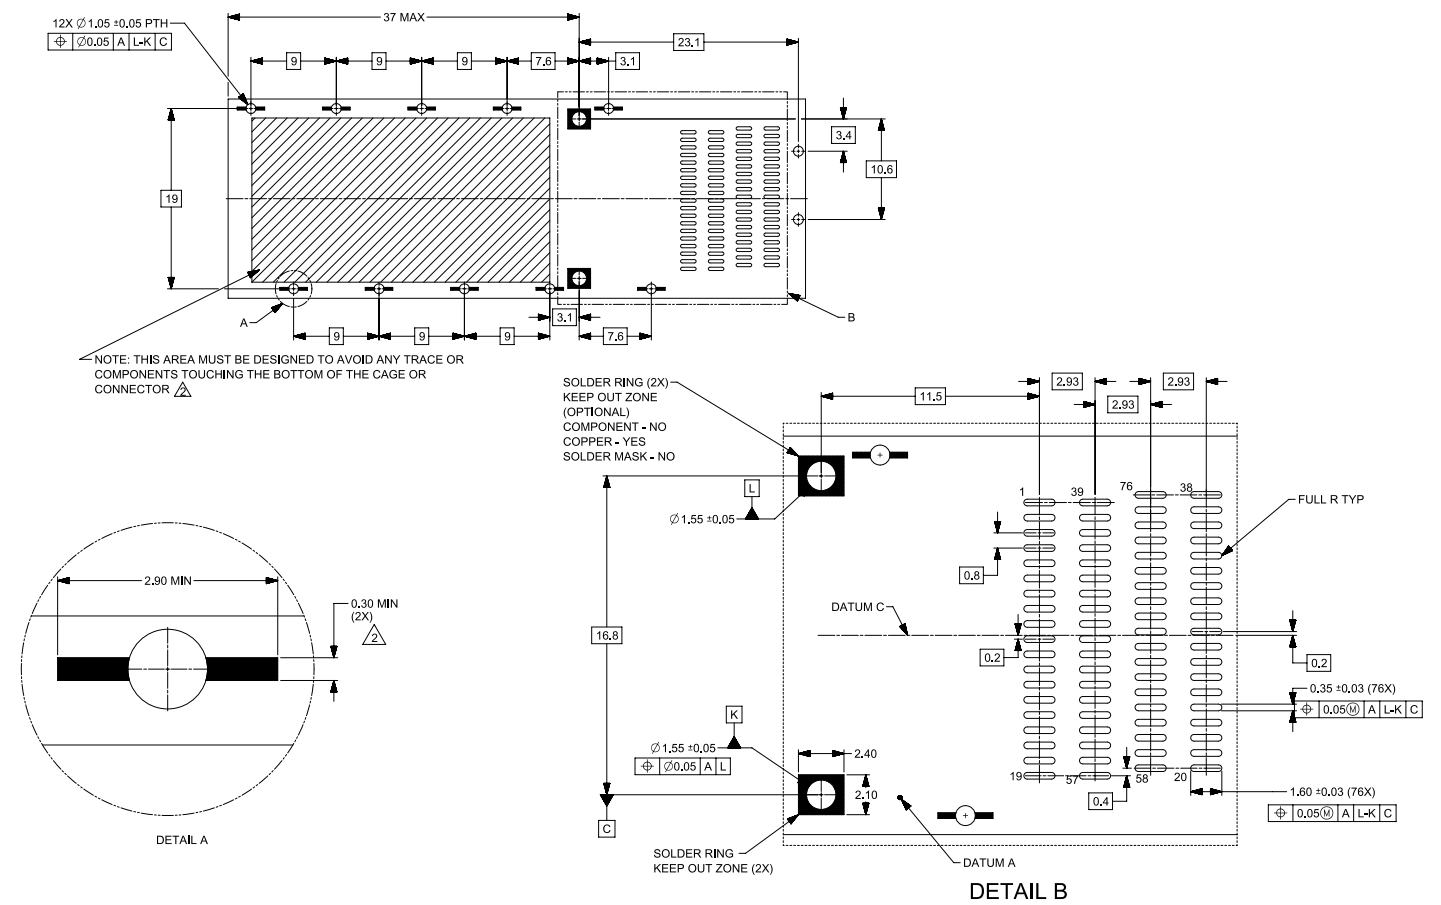 12X Ø1.05 ±0.05 PTH
⌖ Ø0.05 A L-K C
37 MAX
23.1
9 9 9 7.6 3.1
3.4
10.6
19
A
B
3.1
9 9 9 7.6
NOTE: THIS AREA MUST BE DESIGNED TO AVOID ANY TRACE OR
COMPONENTS TOUCHING THE BOTTOM OF THE CAGE OR
CONNECTOR 2
SOLDER RING (2X)
KEEP OUT ZONE
(OPTIONAL)
COMPONENT - NO
COPPER - YES
SOLDER MASK - NO
11.5
2.93
2.93
2.93
L
Ø1.55 ±0.05
1 39 76 38
FULL R TYP
0.8
DATUM C
16.8
0.2
0.2
0.35 ±0.03 (76X)
⌖ 0.05Ⓜ A L-K C
K
Ø1.55 ±0.05
⌖ Ø0.05 A L
2.40
2.10
19 57 58 20
0.4
1.60 ±0.03 (76X)
⌖ 0.05Ⓜ A L-K C
C
SOLDER RING
KEEP OUT ZONE (2X)
DATUM A
DETAIL B
2.90 MIN
0.30 MIN
(2X)
2
DETAIL A